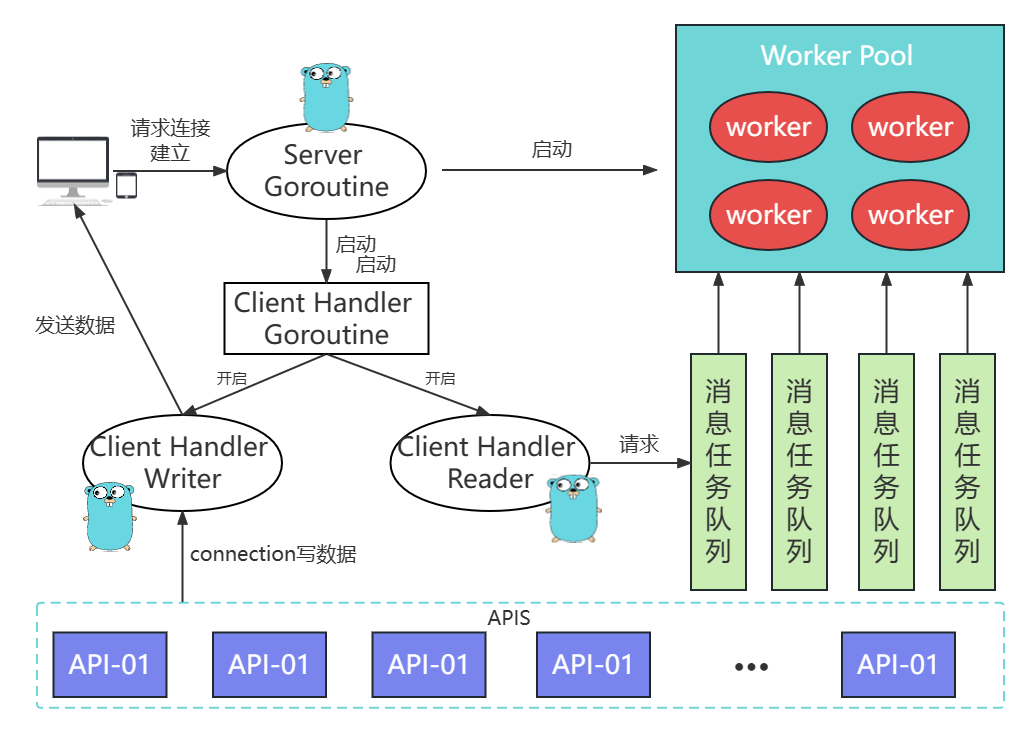 Worker Pool
worker
worker
worker
worker
请求连接
建立
Server
Goroutine
启动
启动
启动
Client Handler
Goroutine
发送数据
开启
开启
Client Handler
Writer
Client Handler
Reader
请求
消息任务队列
消息任务队列
消息任务队列
消息任务队列
connection写数据
APIS
API-01
API-01
API-01
API-01
•••
API-01